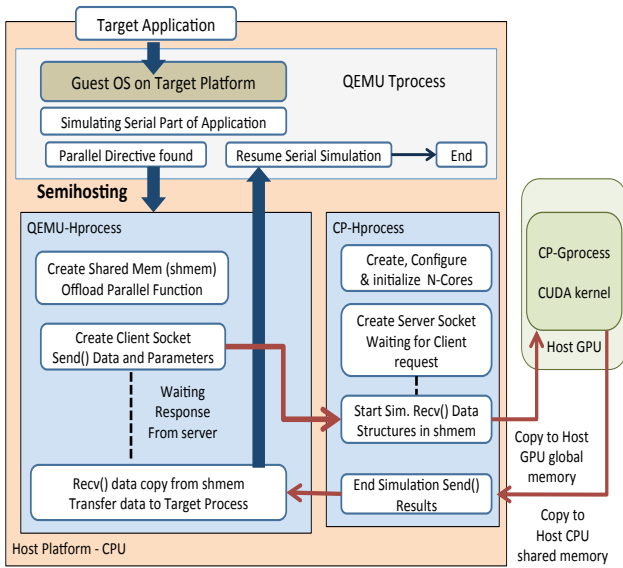 Target Application
Guest OS on Target Platform
QEMU Tprocess
Simulating Serial Part of Application
Parallel Directive found
Resume Serial Simulation
End
Semihosting
QEMU-Hprocess
Create Shared Mem (shmem)
Offload Parallel Function
Create Client Socket
Send() Data and Parameters
Waiting
Response
From server
Recv() data copy from shmem
Transfer data to Target Process
CP-Hprocess
Create, Configure
& initialize N-Cores
Create Server Socket
Waiting for Client
request
Start Sim. Recv() Data
Structures in shmem
End Simulation Send()
Results
CP-Gprocess
CUDA kernel
Host GPU
Copy to Host
GPU global
memory
Copy to
Host CPU
shared memory
Host Platform - CPU